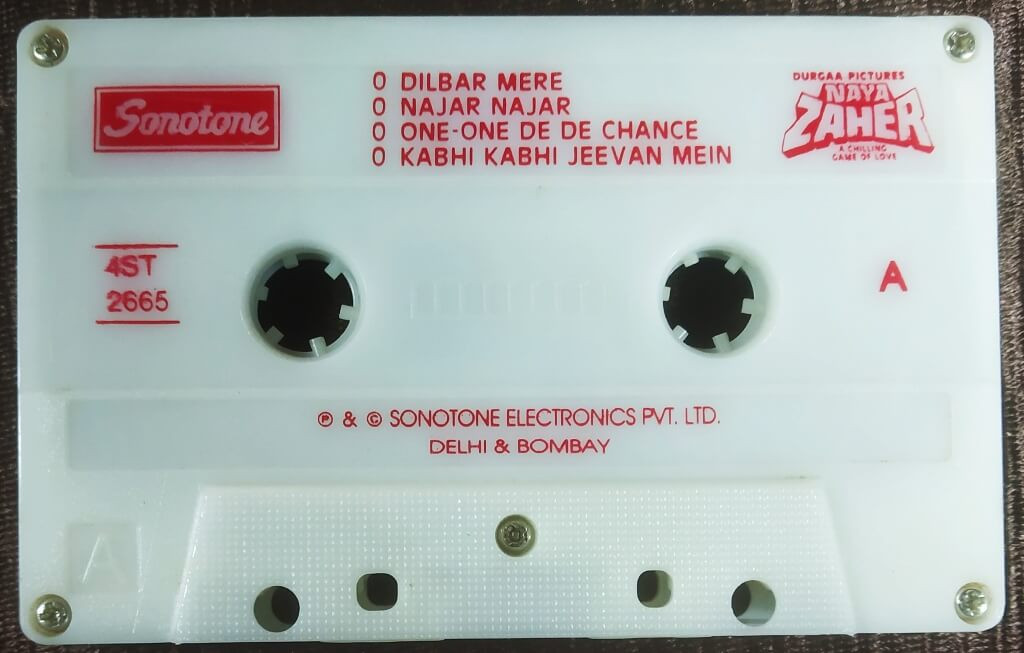 Sonotone
O DILBAR MERE
O NAJAR NAJAR
O ONE-ONE DE DE CHANCE
O KABHI KABHI JEEVAN MEIN
DURGAA PICTURES
NAYA
ZAHER
A CHILLING
GAME OF LOVE
4ST
2665
A
℗ & © SONOTONE ELECTRONICS PVT. LTD.
DELHI & BOMBAY
A